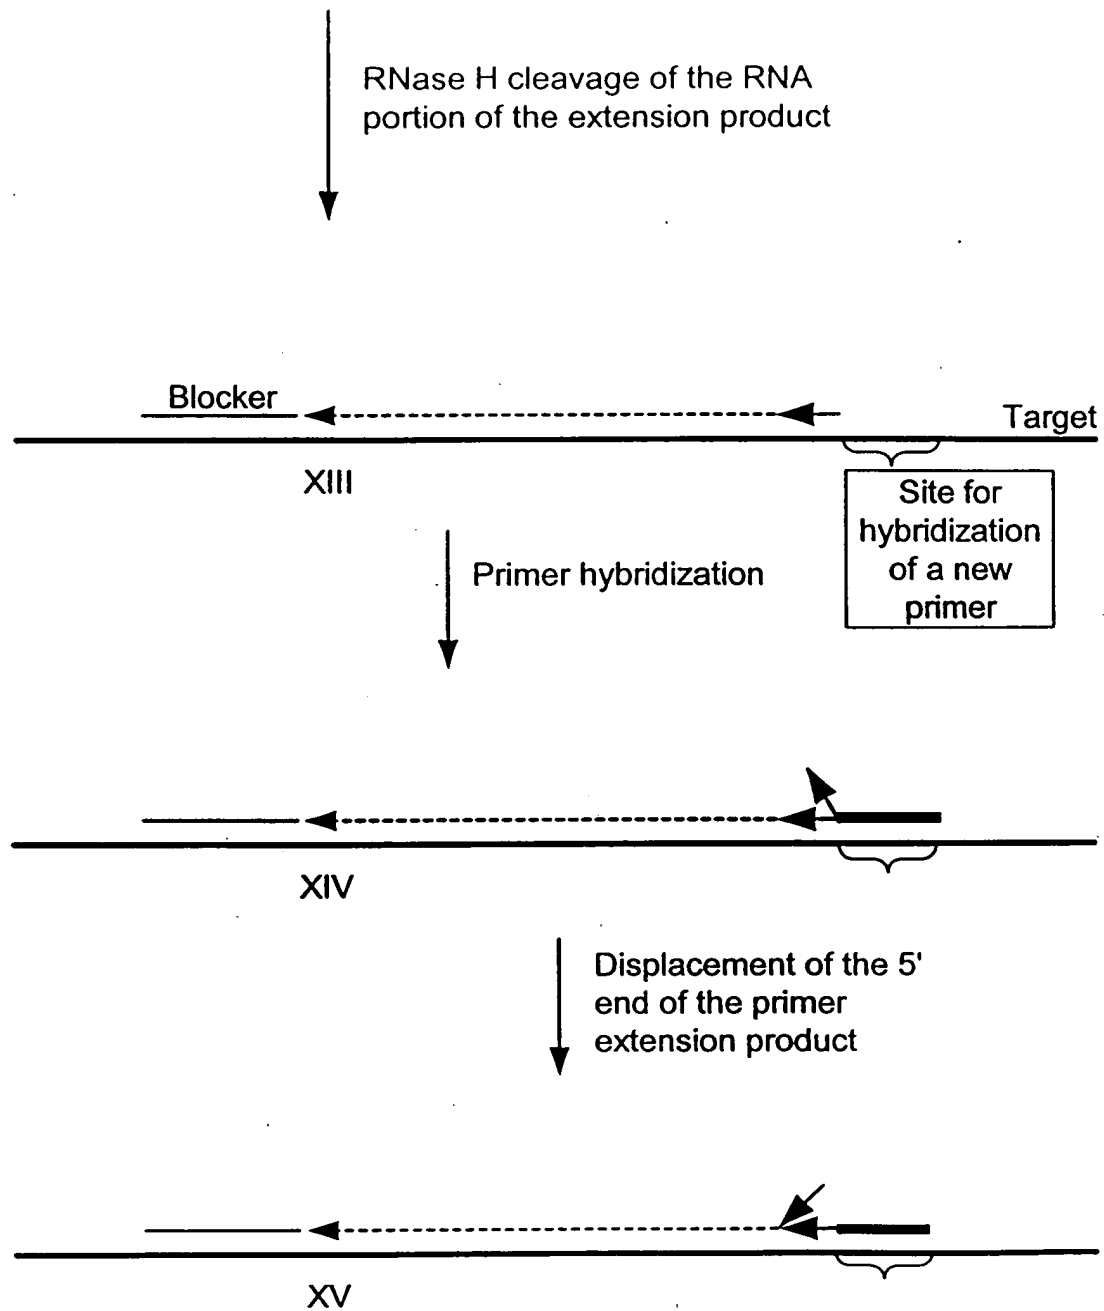 RNase H cleavage of the RNA
portion of the extension product
Blocker
Target
XIII
Site for
hybridization
of a new
primer
Primer hybridization
XIV
Displacement of the 5'
end of the primer
extension product
XV